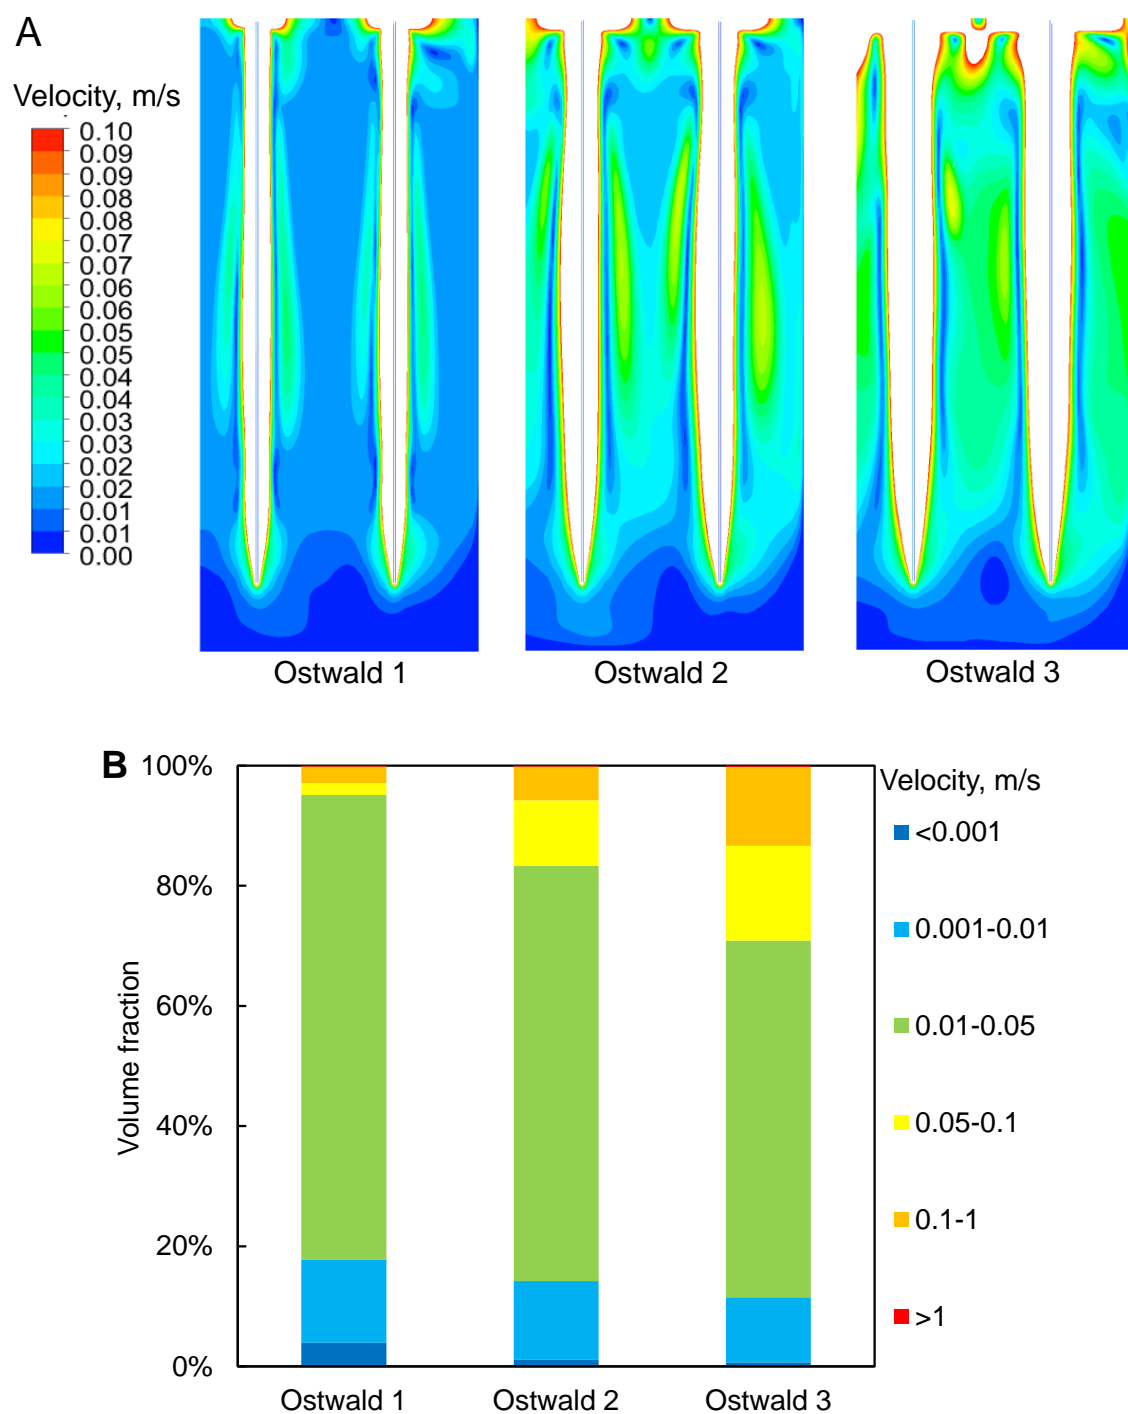 A
Velocity, m/s
0.10
0.09
0.09
0.08
0.08
0.07
0.07
0.06
0.06
0.05
0.05
0.04
0.04
0.03
0.03
0.02
0.02
0.01
0.01
0.00
Ostwald 1
Ostwald 2
Ostwald 3
B
100%
80%
60%
40%
20%
0%
Volume fraction
Ostwald 1
Ostwald 2
Ostwald 3
Velocity, m/s
<0.001
0.001-0.01
0.01-0.05
0.05-0.1
0.1-1
>1